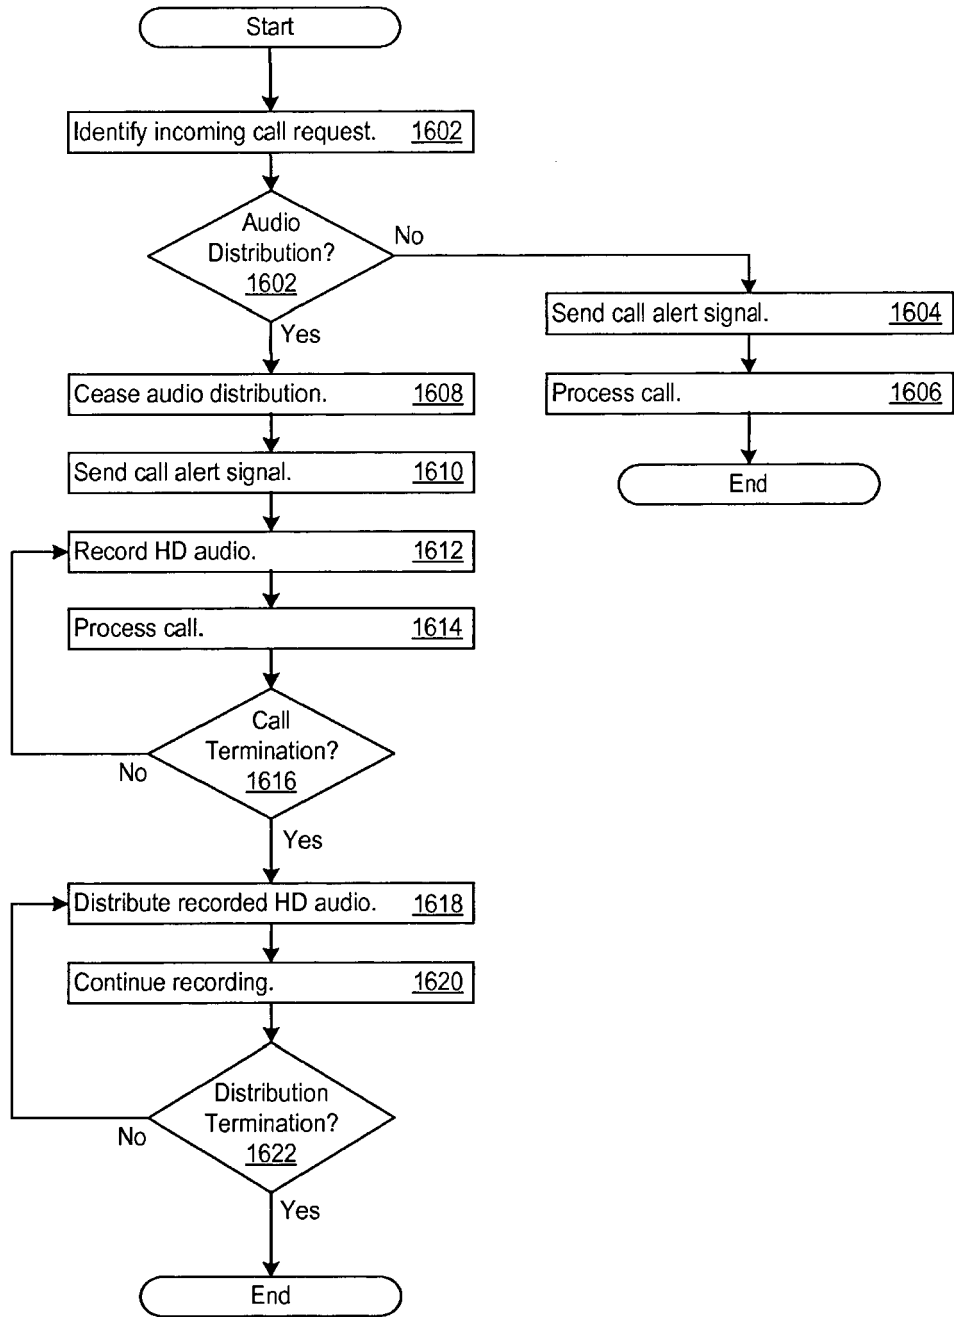 Start
Identify incoming call request. 1602
Audio
Distribution?
1602
No
Yes
Send call alert signal. 1604
Process call. 1606
End
Cease audio distribution. 1608
Send call alert signal. 1610
Record HD audio. 1612
Process call. 1614
Call
Termination?
1616
No
Yes
Distribute recorded HD audio. 1618
Continue recording. 1620
Distribution
Termination?
1622
No
Yes
End